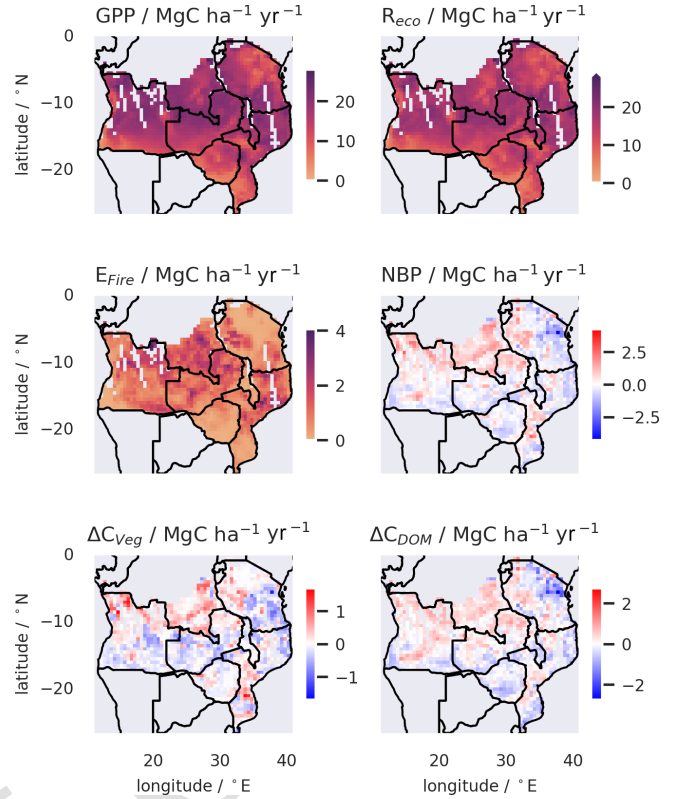 GPP / MgC ha⁻¹ yr⁻¹
R_eco / MgC ha⁻¹ yr⁻¹
0
−10
−20
latitude / °N
20
10
0
20
10
0
E_Fire / MgC ha⁻¹ yr⁻¹
NBP / MgC ha⁻¹ yr⁻¹
0
−10
−20
latitude / °N
4
2
0
2.5
0.0
−2.5
ΔC_Veg / MgC ha⁻¹ yr⁻¹
ΔC_DOM / MgC ha⁻¹ yr⁻¹
0
−10
−20
latitude / °N
1
0
−1
2
0
−2
20 30 40
longitude / °E
20 30 40
longitude / °E